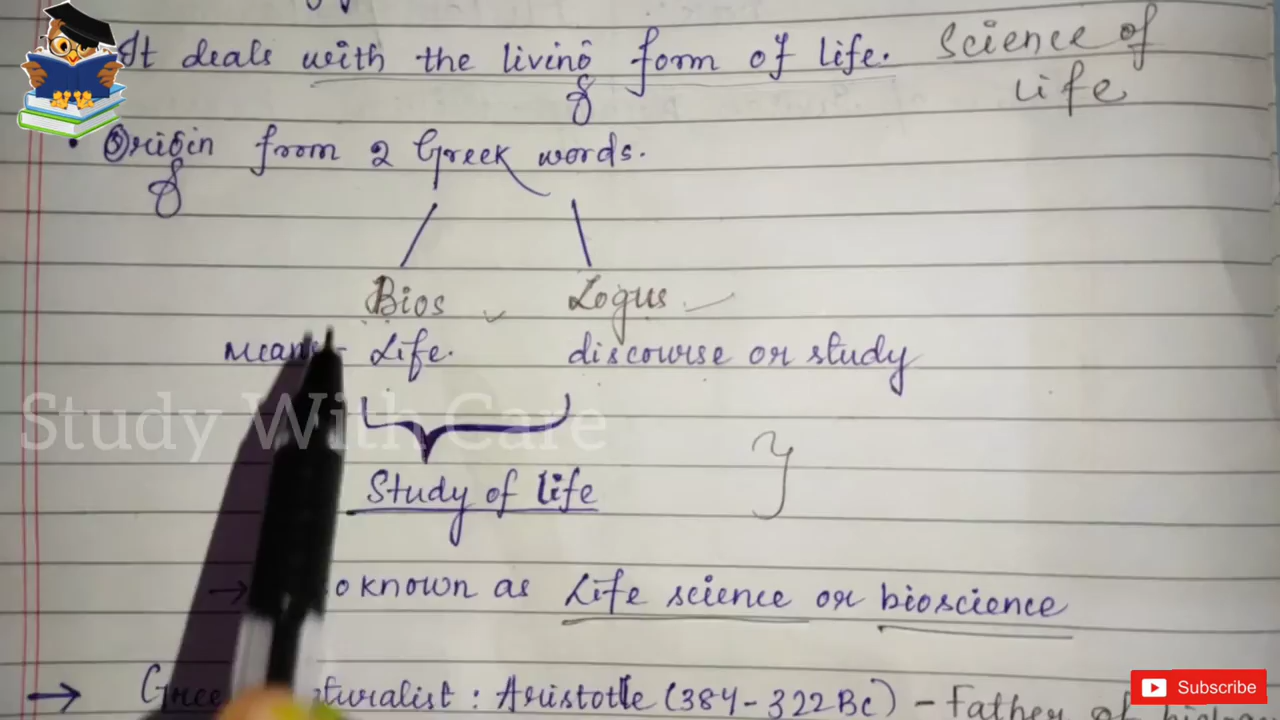 It deals with the living form of life. Science of life
• Origin from 2 Greek words.
Bios Logus
means- Life. discourse or study
Study With Care
Study of life
→ known as Life science or bioscience
→ : Aristotle (384-322BC) - Father of
Subscribe